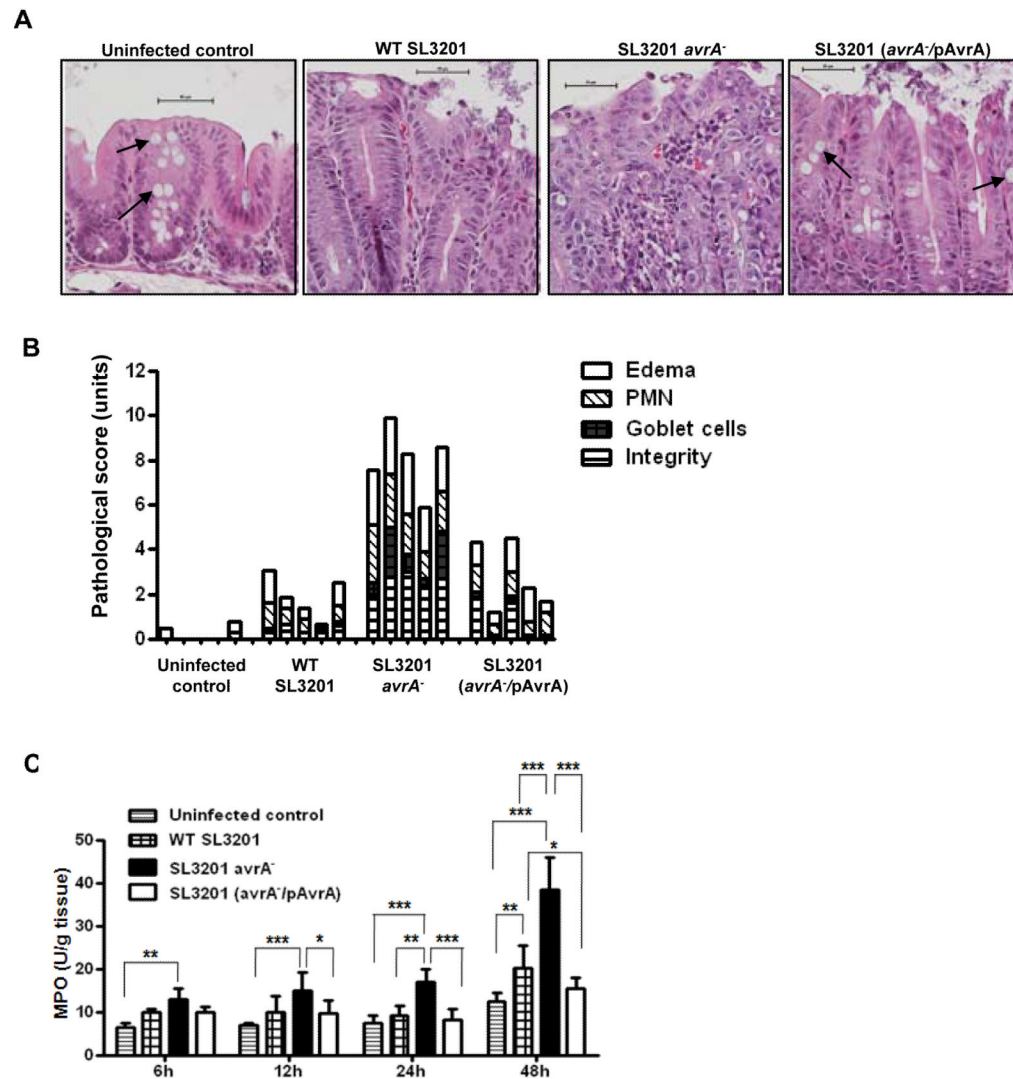 A
Uninfected control
WT SL3201
SL3201 avrA-
SL3201 (avrA-/pAvrA)
B
Pathological score (units)
12
10
8
6
4
2
0
Edema
PMN
Goblet cells
Integrity
Uninfected
control
WT
SL3201
SL3201
avrA-
SL3201
(avrA-/pAvrA)
C
MPO (U/g tissue)
50
40
30
20
10
0
Uninfected control
WT SL3201
SL3201 avrA-
SL3201 (avrA-/pAvrA)
**
*** *
***
** ***
*** ***
***
*
**
6h
12h
24h
48h